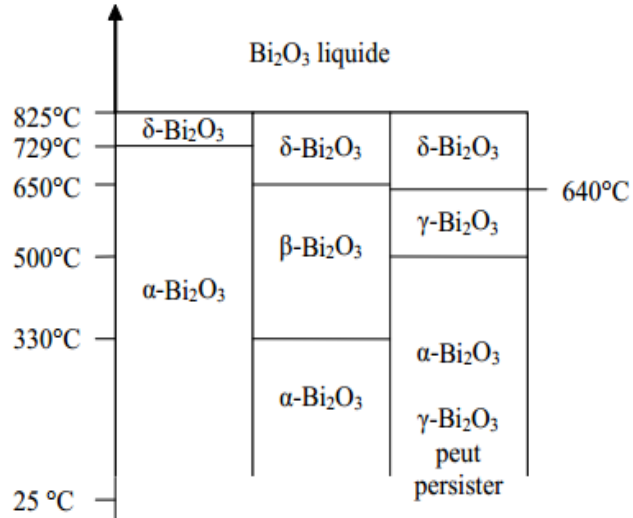 Bi₂O₃ liquide
825°C
δ-Bi₂O₃
729°C
δ-Bi₂O₃
δ-Bi₂O₃
650°C
640°C
γ-Bi₂O₃
β-Bi₂O₃
500°C
α-Bi₂O₃
330°C
α-Bi₂O₃
α-Bi₂O₃
γ-Bi₂O₃
peut
persister
25 °C